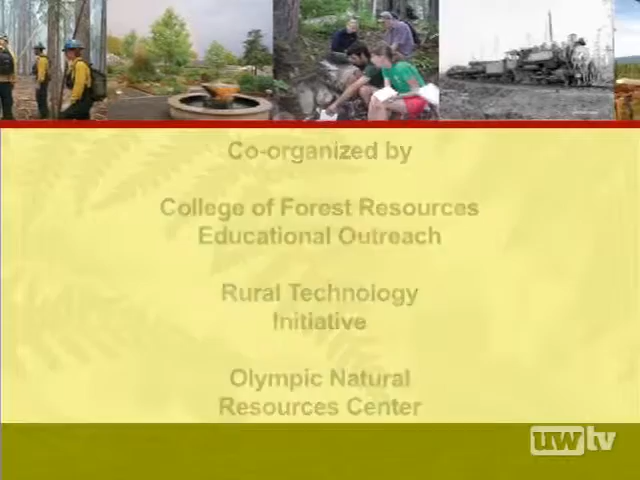 Co-organized by
College of Forest Resources
Educational Outreach
Rural Technology
Initiative
Olympic Natural
Resources Center
uwtv